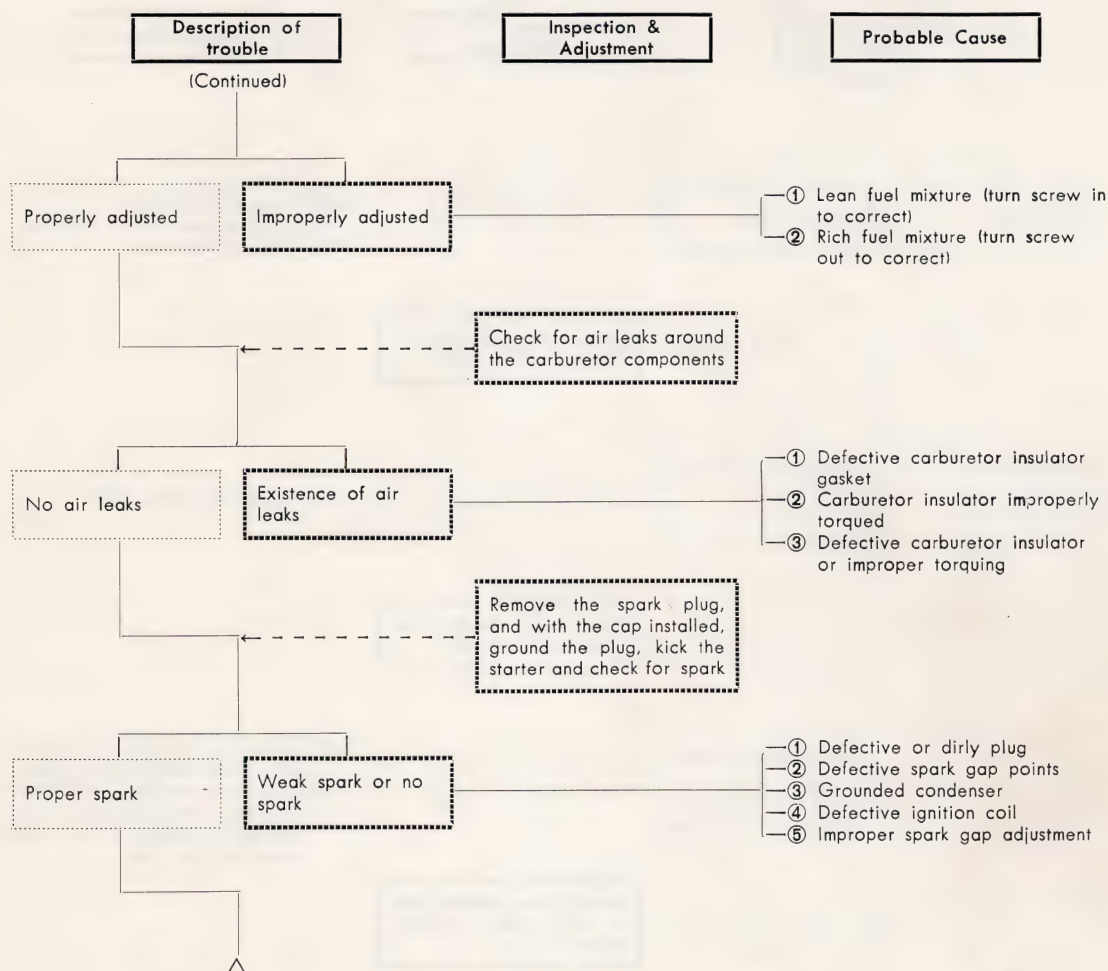 Description of
trouble
Inspection &
Adjustment
Probable Cause
(Continued)
Properly adjusted
Improperly adjusted
① Lean fuel mixture (turn screw in
to correct)
② Rich fuel mixture (turn screw
out to correct)
Check for air leaks around
the carburetor components
No air leaks
Existence of air
leaks
① Defective carburetor insulator
gasket
② Carburetor insulator improperly
torqued
③ Defective carburetor insulator
or improper torquing
Remove the spark plug,
and with the cap installed,
ground the plug, kick the
starter and check for spark
Proper spark
Weak spark or no
spark
① Defective or dirly plug
② Defective spark gap points
③ Grounded condenser
④ Defective ignition coil
⑤ Improper spark gap adjustment